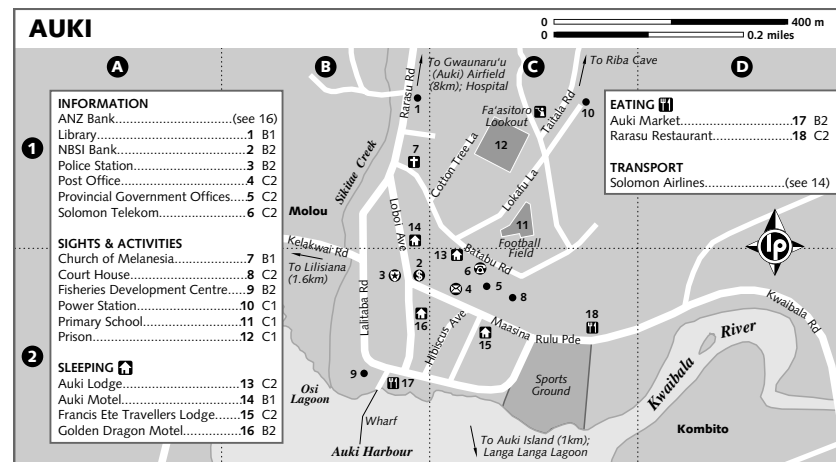 AUKI
0 400 m
0 0.2 miles
A B C D
1
2
INFORMATION
ANZ Bank..............................(see 16)
Library..........................................1 B1
NBSI Bank....................................2 B2
Police Station...............................3 B2
Post Office...................................4 C2
Provincial Government Offices..5 C2
Solomon Telekom........................6 C2
SIGHTS & ACTIVITIES
Church of Melanesia....................7 B1
Court House.................................8 C2
Fisheries Development Centre....9 B2
Power Station.............................10 C1
Primary School...........................11 C1
Prison.........................................12 C1
SLEEPING
Auki Lodge.................................13 C2
Auki Motel..................................14 B1
Francis Ete Travellers Lodge......15 C2
Golden Dragon Motel................16 B2
EATING
Auki Market................................17 B2
Rarasu Restaurant......................18 C2
TRANSPORT
Solomon Airlines..................(see 14)
To Gwaunaru'u
(Auki) Airfield
(8km); Hospital
To Riba Cave
Rarasu Rd
1
Fa'asitoro
Lookout
Taitala Rd
10
Sikitae Creek
7
Cotton Tree La
12
Lokafu La
Molou
Loboi Ave
14
11
Football
Field
Kelakwai Rd
To Lilisiana
(1.6km)
13
Batabu Rd
2
3
6
4
5
8
Lalitaba Rd
16
Hibiscus Ave
15
Maasina Rulu Pde
18
Kwaibala Rd
Kwaibala River
9
17
Osi
Lagoon
Wharf
Auki Harbour
Sports
Ground
To Auki Island (1km);
Langa Langa Lagoon
Kombito
lp